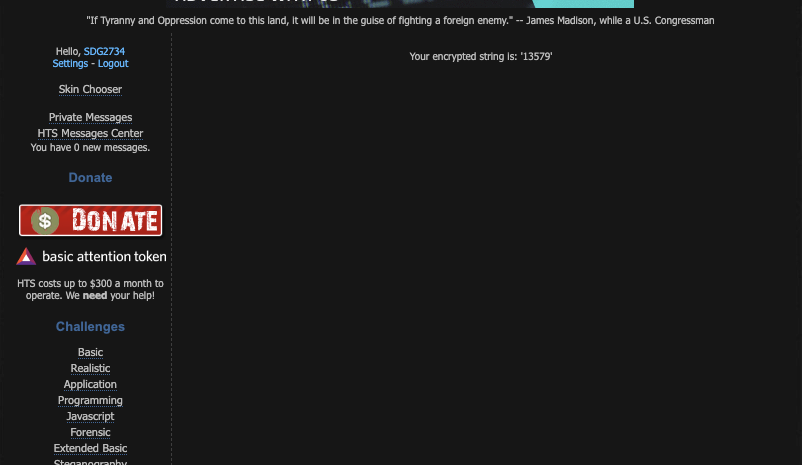 "If Tyranny and Oppression come to this land, it will be in the guise of fighting a foreign enemy." -- James Madison, while a U.S. Congressman
Hello, SDG2734
Settings - Logout
Your encrypted string is: '13579'
Skin Chooser
Private Messages
HTS Messages Center
You have 0 new messages.
Donate
$ DONATE
basic attention token
HTS costs up to $300 a month to
operate. We need your help!
Challenges
Basic
Realistic
Application
Programming
Javascript
Forensic
Extended Basic
Steganography